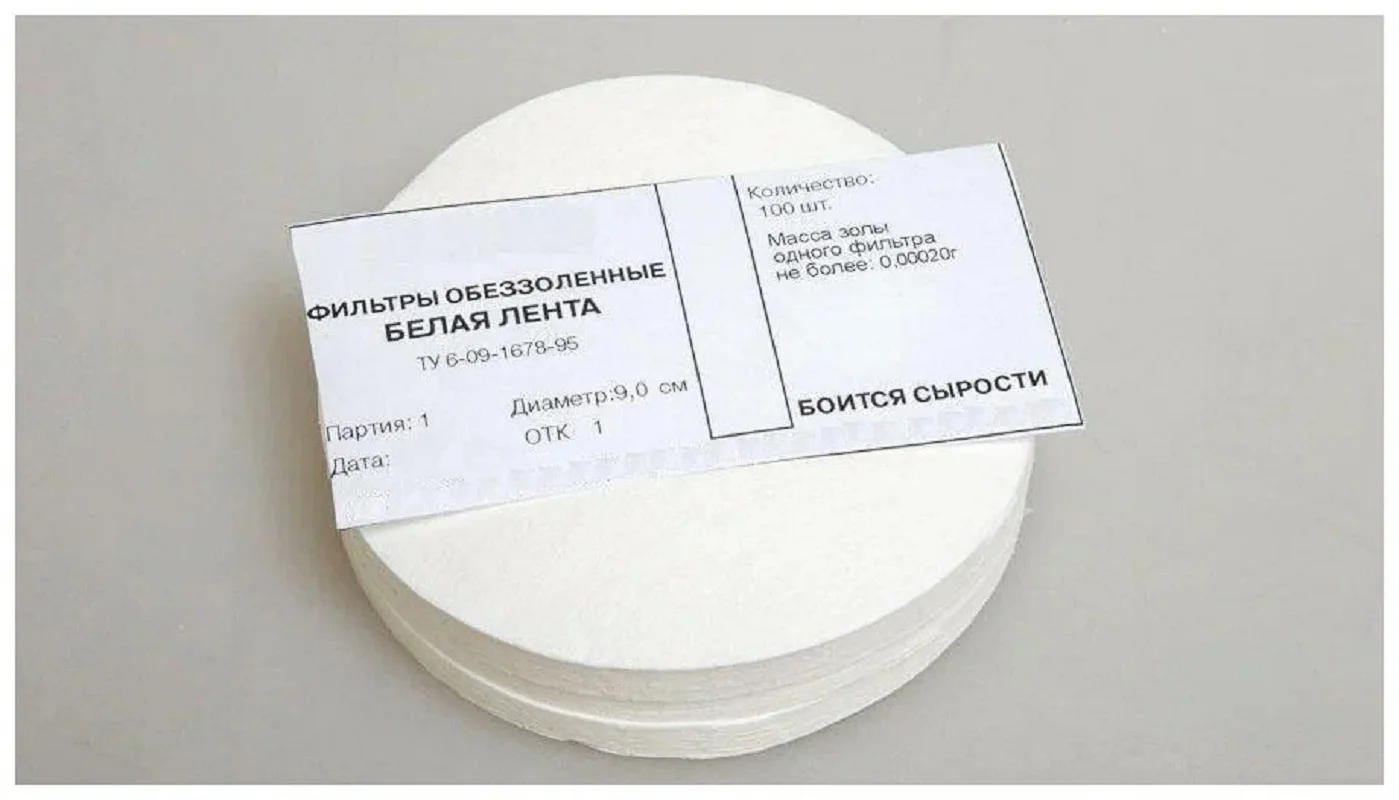 ФИЛЬТРЫ ОБЕЗЗОЛЕННЫЕ
БЕЛАЯ ЛЕНТА
ТУ 6-09-1678-95
Диаметр:9,0 см
Партия: 1
ОТК 1
Дата:
Количество:
100 шт.
Масса золы
одного фильтра
не более: 0,00020г
БОИТСЯ СЫРОСТИ